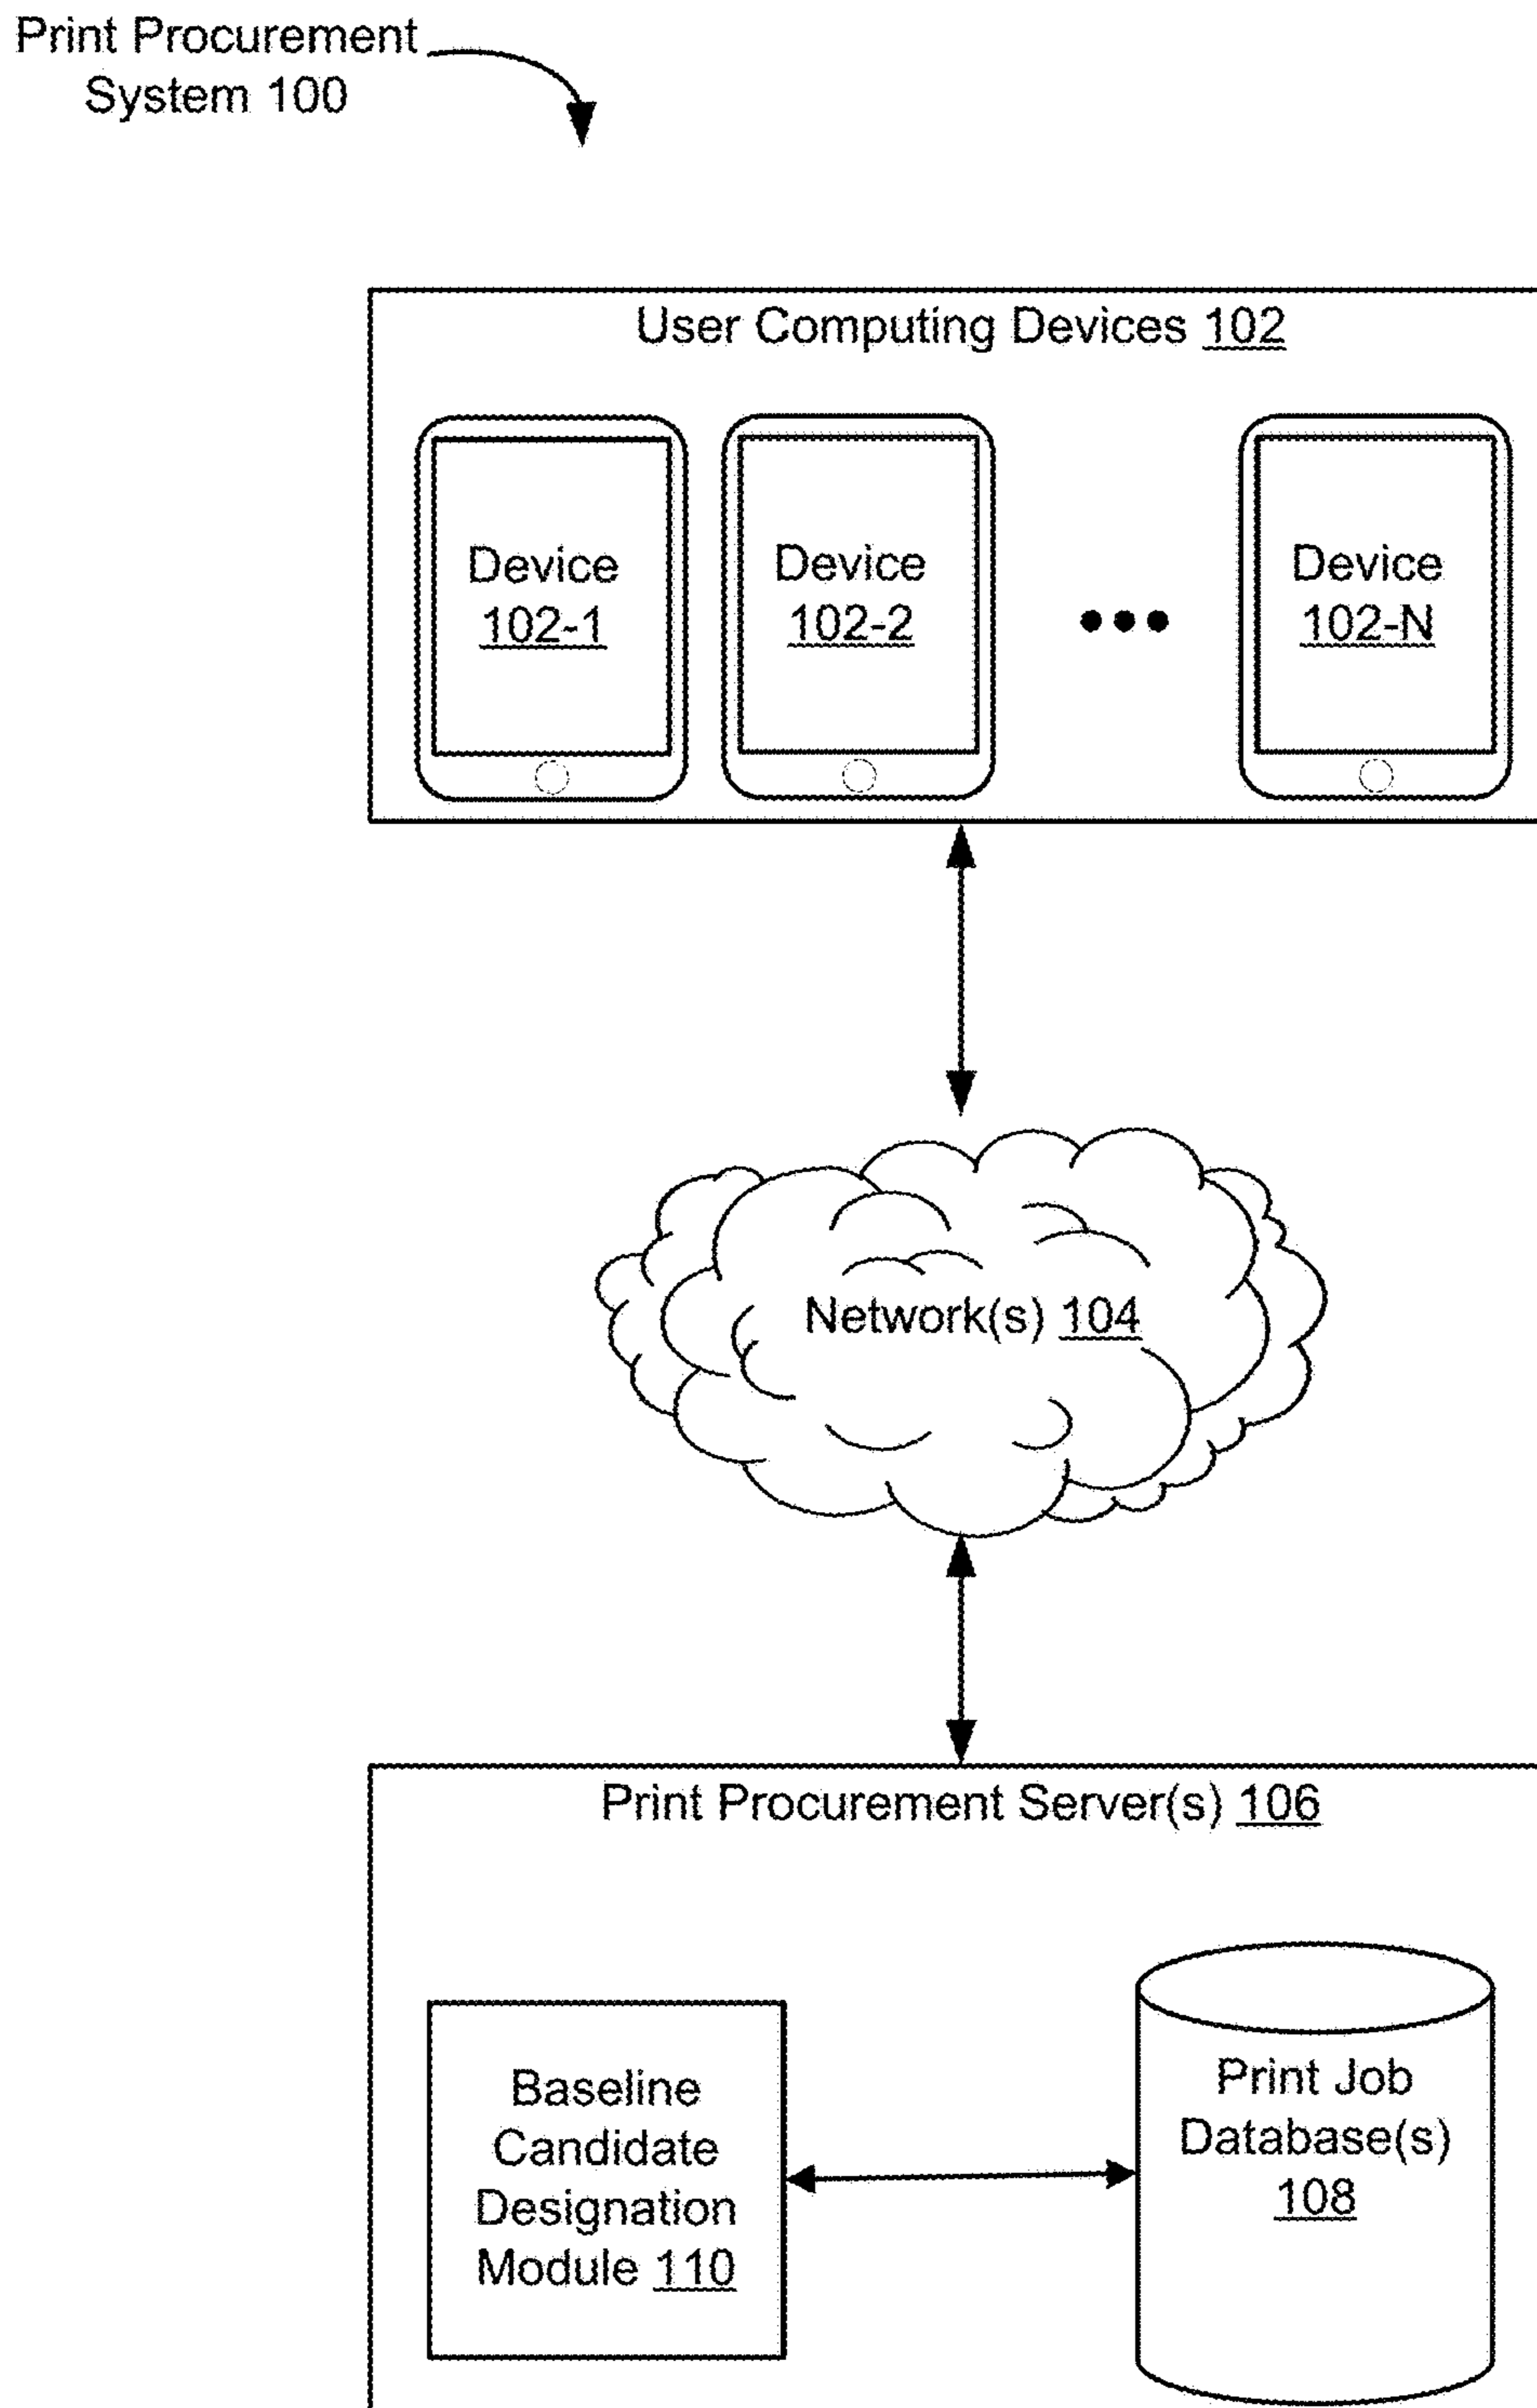 Print Procurement
System 100
User Computing Devices 102
Device
102-1
Device
102-2
Device
102-N
Network(s) 104
Print Procurement Server(s) 106
Baseline
Candidate
Designation
Module 110
Print Job
Database(s)
108